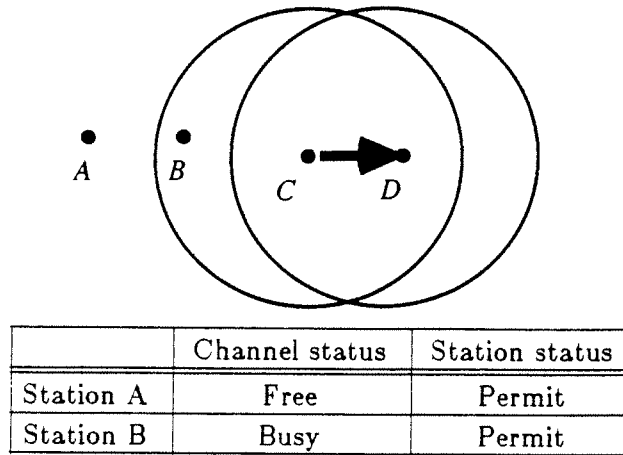 A
B
C
D
Channel status Station status
Station A Free Permit
Station B Busy Permit